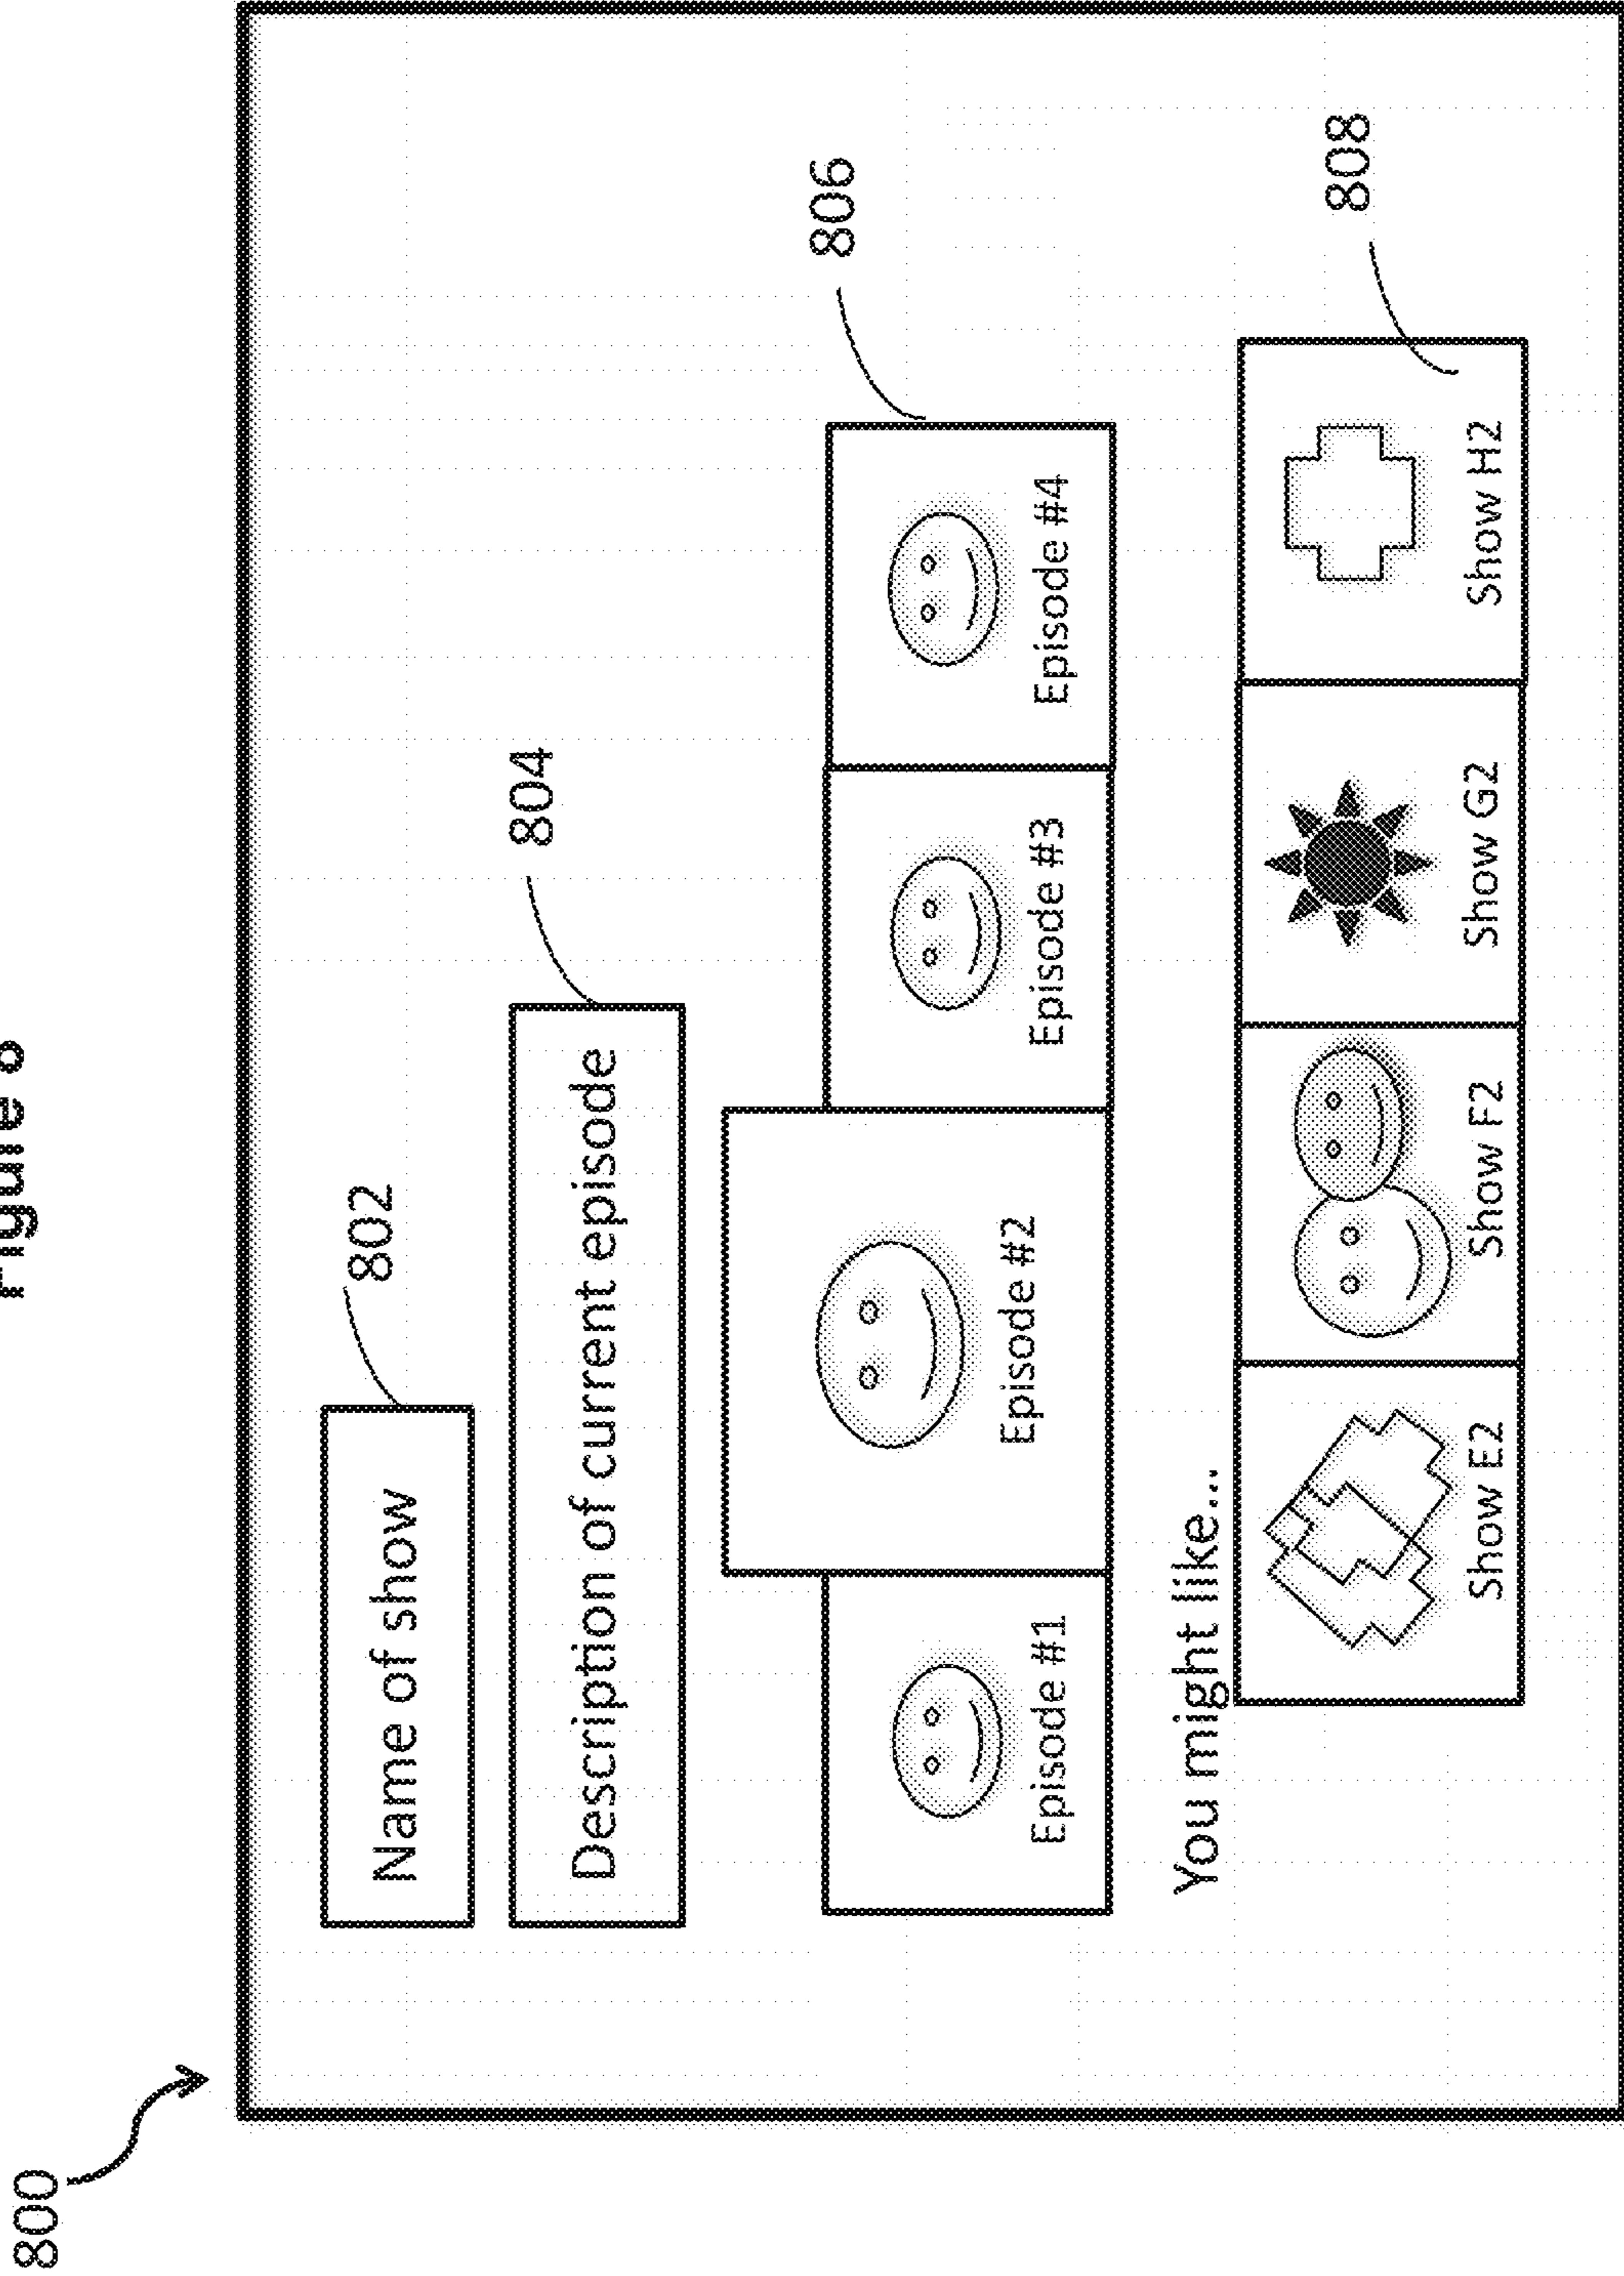 Figure 8
800
802
Name of show
804
Description of current episode
806
Episode #1
Episode #2
Episode #3
Episode #4
You might like...
808
Show E2
Show F2
Show G2
Show H2